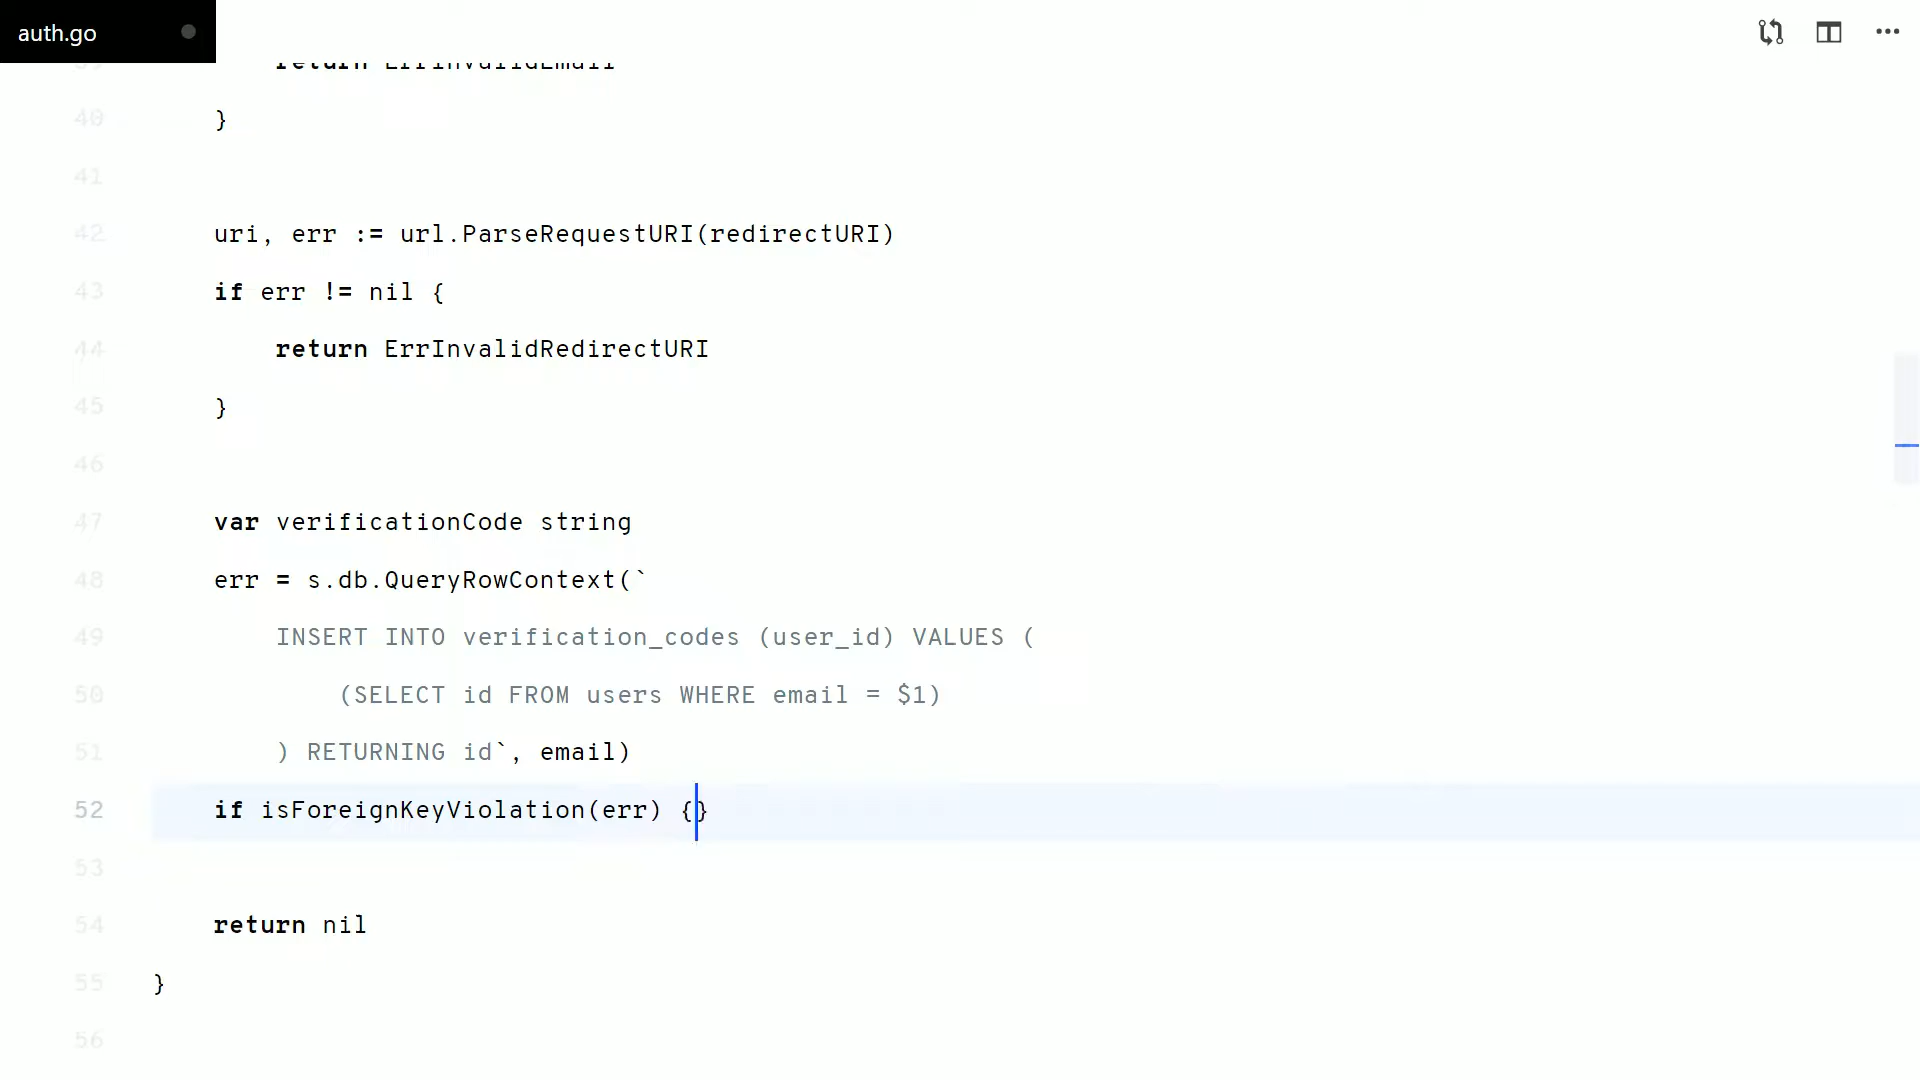 auth.go
return ErrInvalidEmail
40 }
41
42 uri, err := url.ParseRequestURI(redirectURI)
43 if err != nil {
44 return ErrInvalidRedirectURI
45 }
46
47 var verificationCode string
48 err = s.db.QueryRowContext(`
49 INSERT INTO verification_codes (user_id) VALUES (
50 (SELECT id FROM users WHERE email = $1)
51 ) RETURNING id`, email)
52 if isForeignKeyViolation(err) {}
53
54 return nil
55 }
56